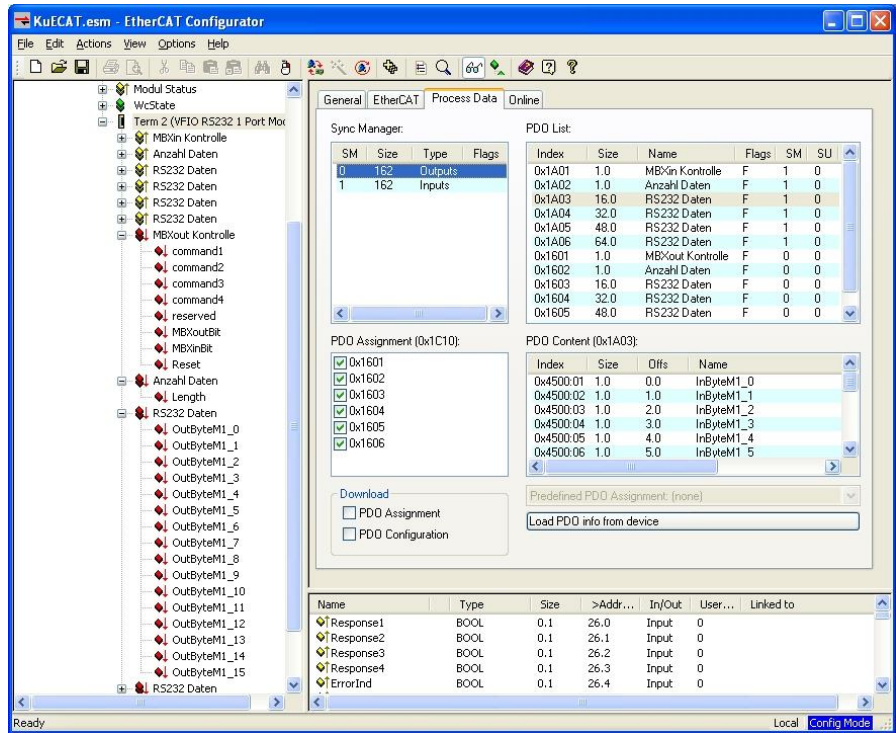 KuECAT.esm - EtherCAT Configurator
File Edit Actions View Options Help
Modul Status
WcState
Term 2 (VFIO RS232 1 Port Mod
MBXin Kontrolle
Anzahl Daten
RS232 Daten
RS232 Daten
RS232 Daten
RS232 Daten
MBXout Kontrolle
command1
command2
command3
command4
reserved
MBXoutBit
MBXinBit
Reset
Anzahl Daten
Length
RS232 Daten
OutByteM1_0
OutByteM1_1
OutByteM1_2
OutByteM1_3
OutByteM1_4
OutByteM1_5
OutByteM1_6
OutByteM1_7
OutByteM1_8
OutByteM1_9
OutByteM1_10
OutByteM1_11
OutByteM1_12
OutByteM1_13
OutByteM1_14
OutByteM1_15
RS232 Daten
General EtherCAT Process Data Online
Sync Manager:
SM Size Type Flags
0 162 Outputs
1 162 Inputs
PDO List:
Index Size Name Flags SM SU
0x1A01 1.0 MBXin Kontrolle F 1 0
0x1A02 1.0 Anzahl Daten F 1 0
0x1A03 16.0 RS232 Daten F 1 0
0x1A04 32.0 RS232 Daten F 1 0
0x1A05 48.0 RS232 Daten F 1 0
0x1A06 64.0 RS232 Daten F 1 0
0x1601 1.0 MBXout Kontrolle F 0 0
0x1602 1.0 Anzahl Daten F 0 0
0x1603 16.0 RS232 Daten F 0 0
0x1604 32.0 RS232 Daten F 0 0
0x1605 48.0 RS232 Daten F 0 0
PDO Assignment (0x1C10):
0x1601
0x1602
0x1603
0x1604
0x1605
0x1606
PDO Content (0x1A03):
Index Size Offs Name
0x4500:01 1.0 0.0 InByteM1_0
0x4500:02 1.0 1.0 InByteM1_1
0x4500:03 1.0 2.0 InByteM1_2
0x4500:04 1.0 3.0 InByteM1_3
0x4500:05 1.0 4.0 InByteM1_4
0x4500:06 1.0 5.0 InByteM1_5
Download
PDO Assignment
PDO Configuration
Predefined PDO Assignment: (none)
Load PDO info from device
Name Type Size >Addr... In/Out User... Linked to
Response1 BOOL 0.1 26.0 Input 0
Response2 BOOL 0.1 26.1 Input 0
Response3 BOOL 0.1 26.2 Input 0
Response4 BOOL 0.1 26.3 Input 0
ErrorInd BOOL 0.1 26.4 Input 0
Ready
Local Config Mode